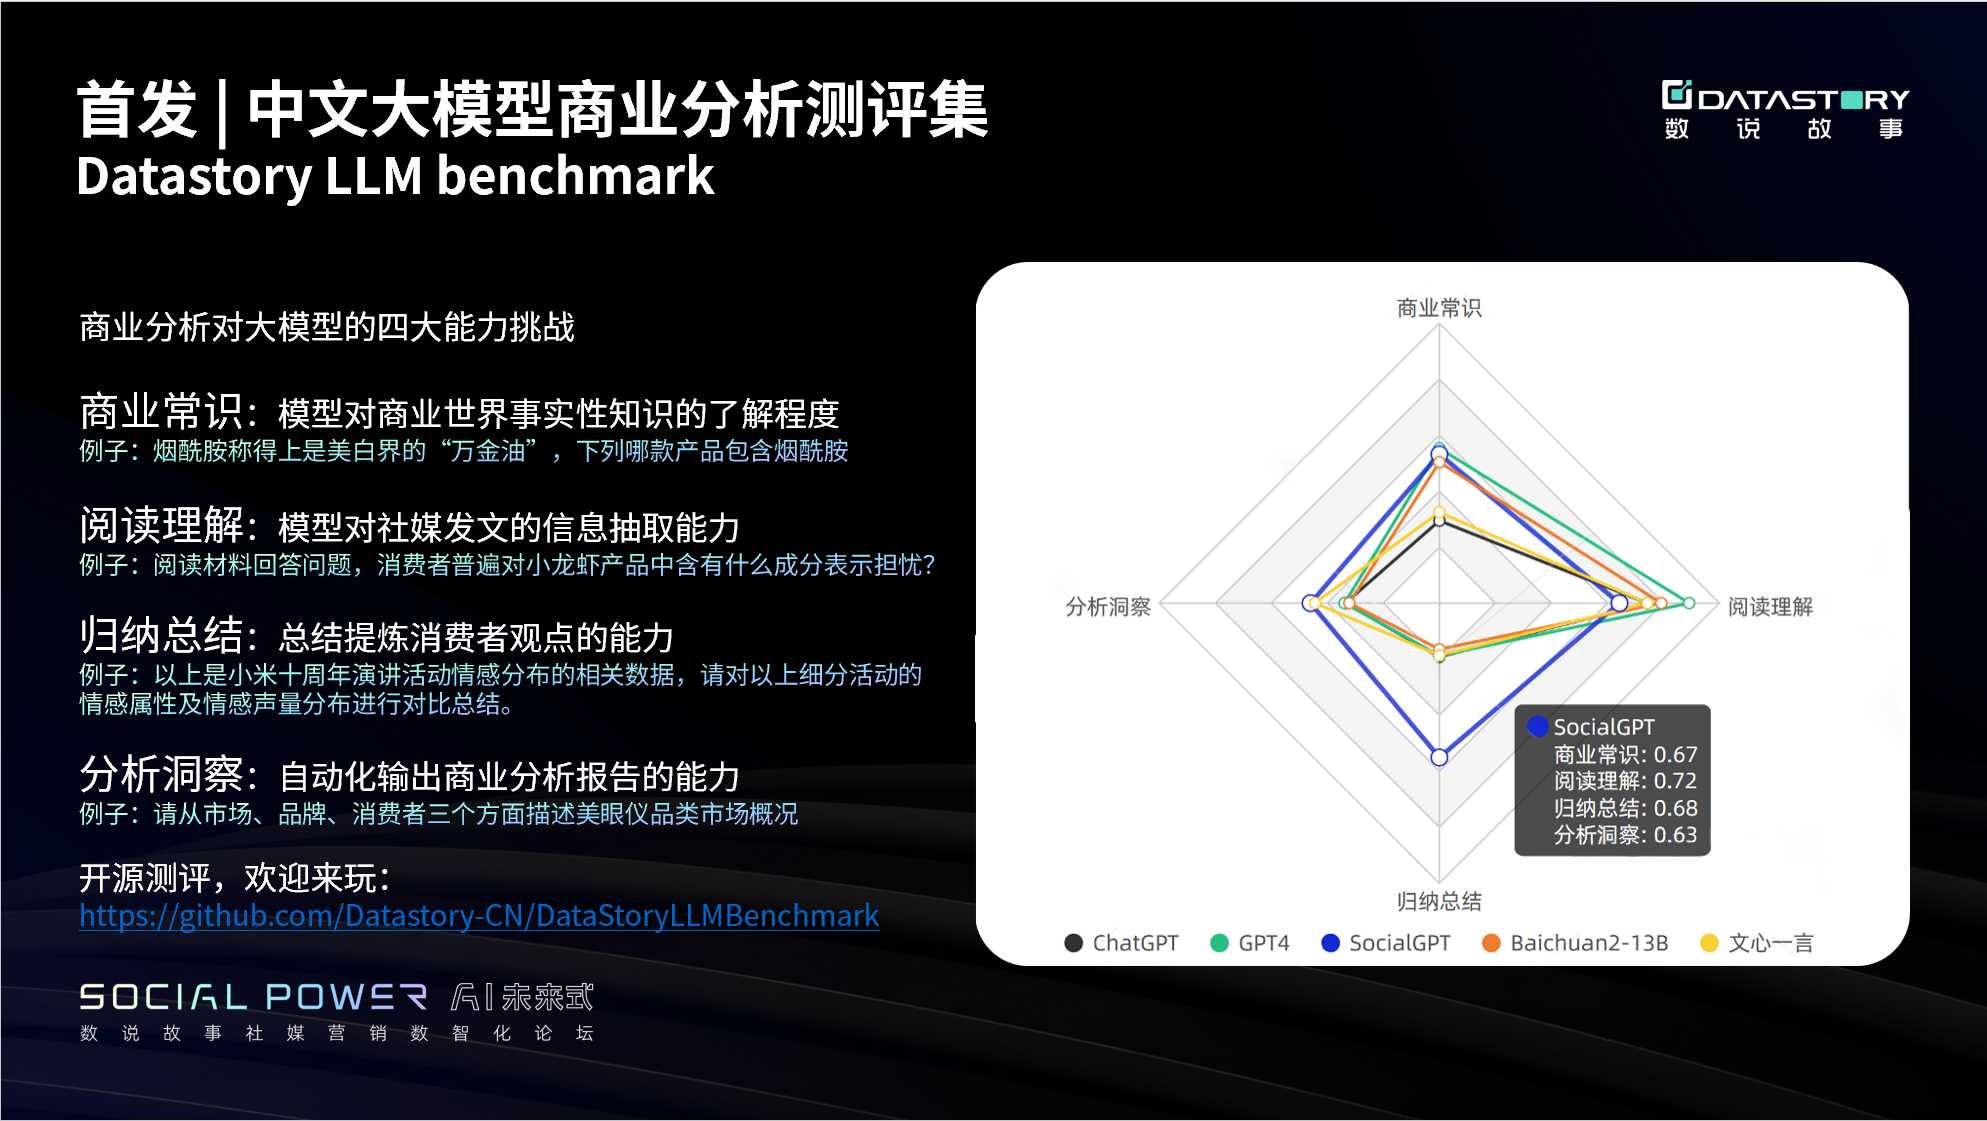 首发 | 中文大模型商业分析测评集
Datastory LLM benchmark
DATASTORY
数说故事
商业分析对大模型的四大能力挑战
商业常识：模型对商业世界事实性知识的了解程度
例子：烟酰胺称得上是美白界的“万金油”，下列哪款产品包含烟酰胺
阅读理解：模型对社媒发文的信息抽取能力
例子：阅读材料回答问题，消费者普遍对小龙虾产品中含有什么成分表示担忧？
归纳总结：总结提炼消费者观点的能力
例子：以上是小米十周年演讲活动情感分布的相关数据，请对以上细分活动的
情感属性及情感声量分布进行对比总结。
分析洞察：自动化输出商业分析报告的能力
例子：请从市场、品牌、消费者三个方面描述美眼仪品类市场概况
开源测评，欢迎来玩：
https://github.com/Datastory-CN/DataStoryLLMBenchmark
SOCIAL POWER AI未来式
数说故事社媒营销数智化论坛
商业常识
分析洞察
阅读理解
SocialGPT
商业常识: 0.67
阅读理解: 0.72
归纳总结: 0.68
分析洞察: 0.63
归纳总结
ChatGPT GPT4 SocialGPT Baichuan2-13B 文心一言